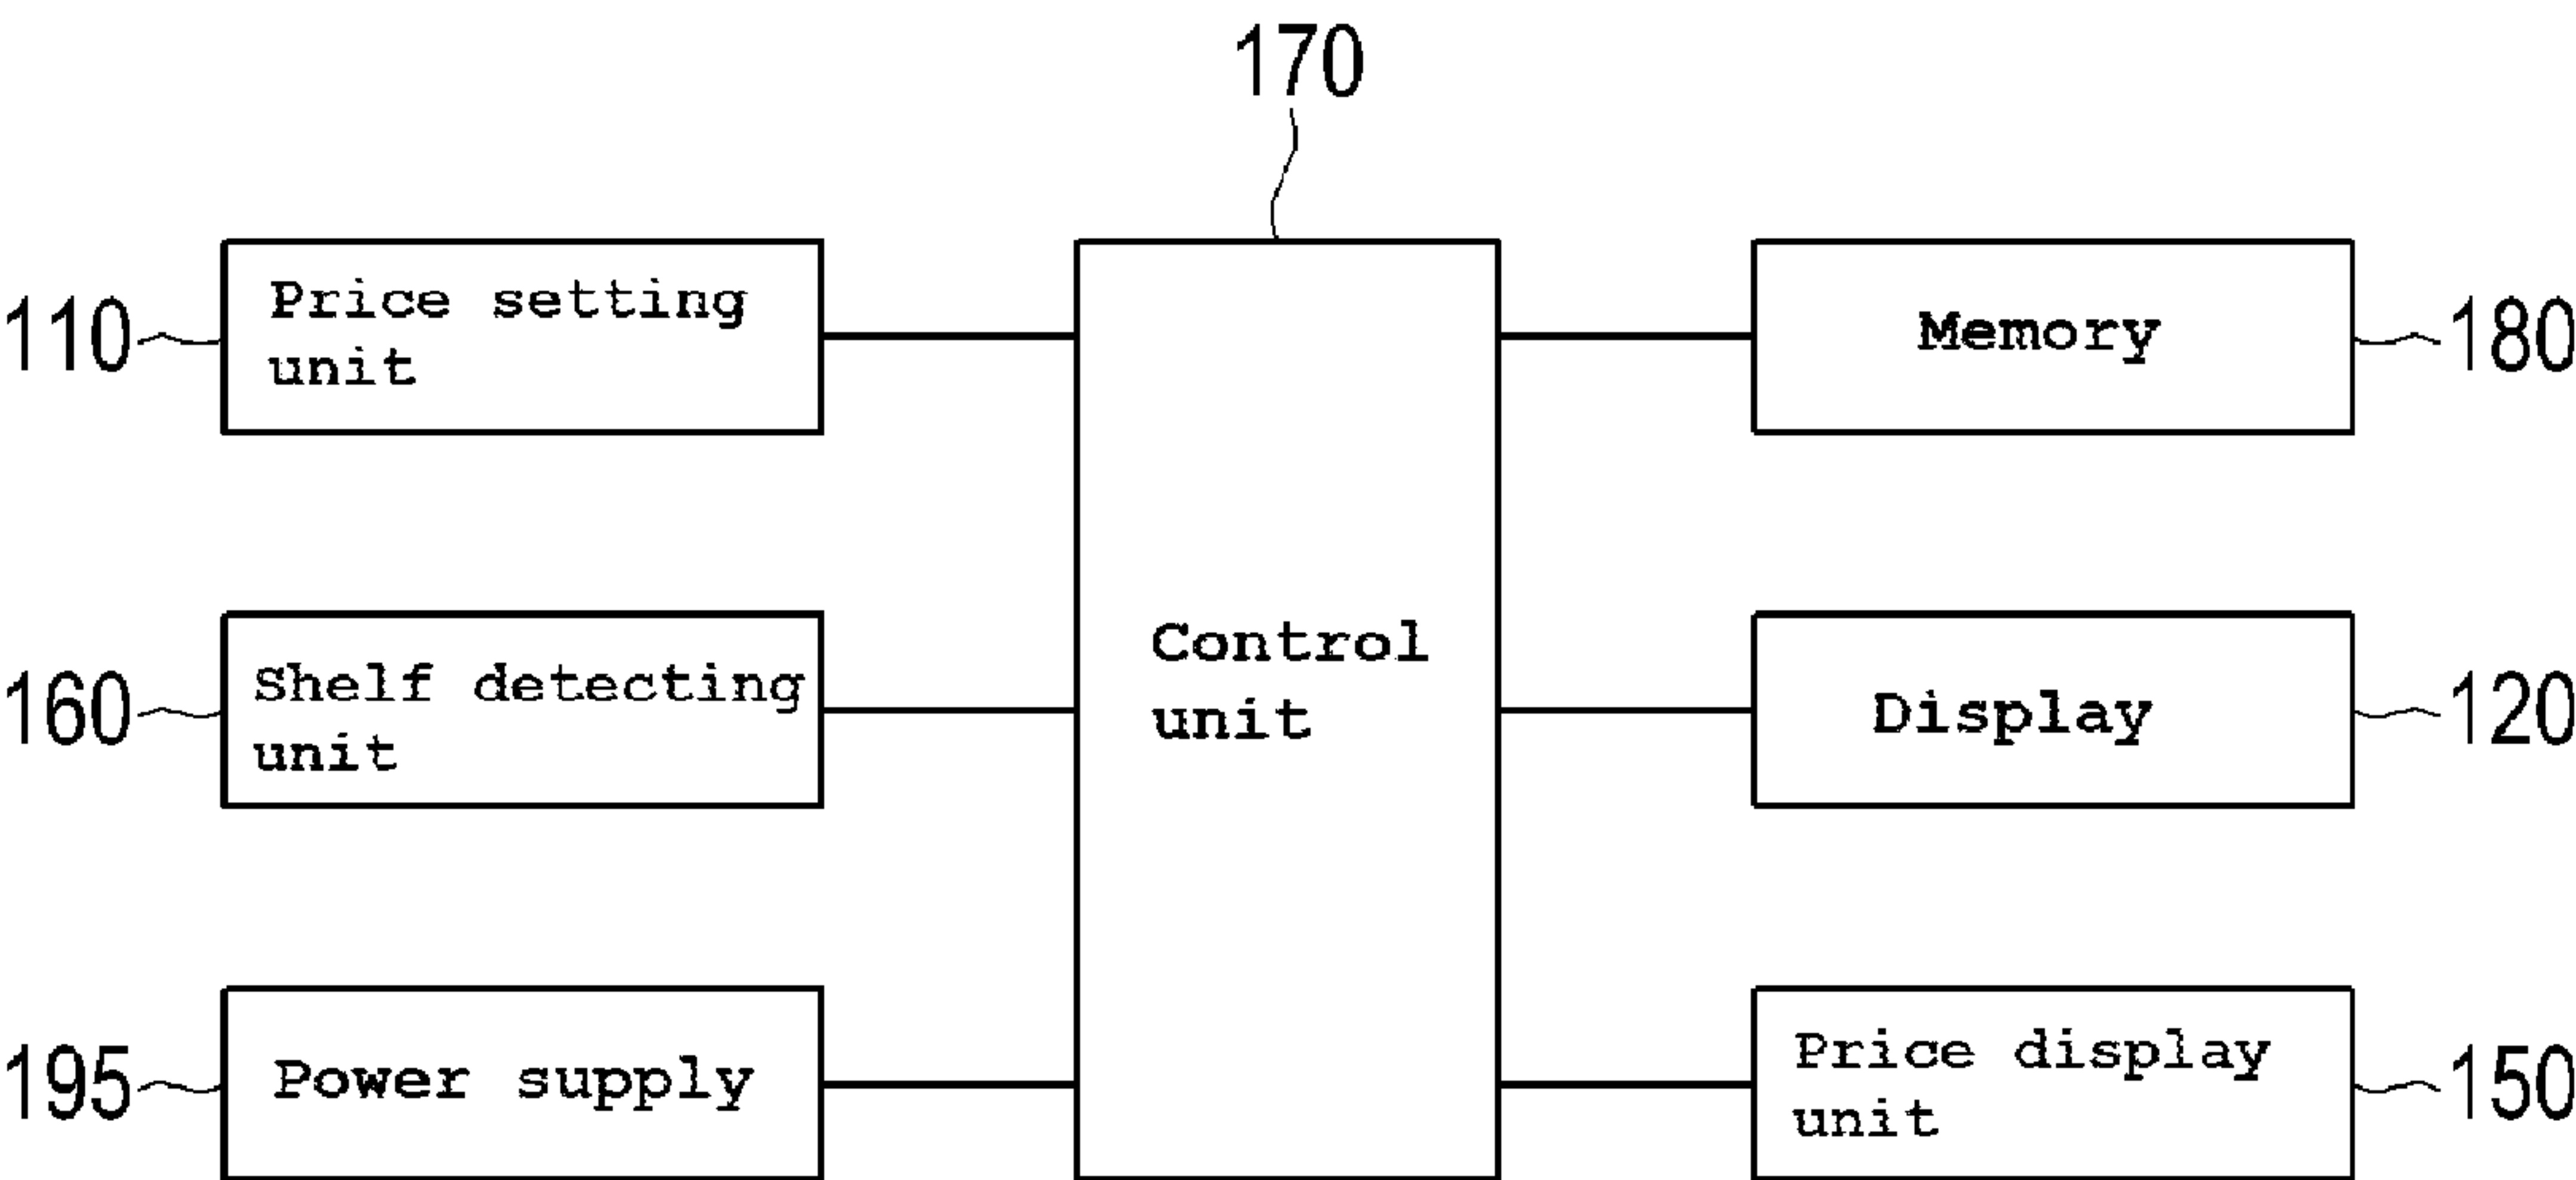 170
110
Price setting
unit
Memory
180
160
Shelf detecting
unit
Control
unit
Display
120
195
Power supply
Price display
unit
150